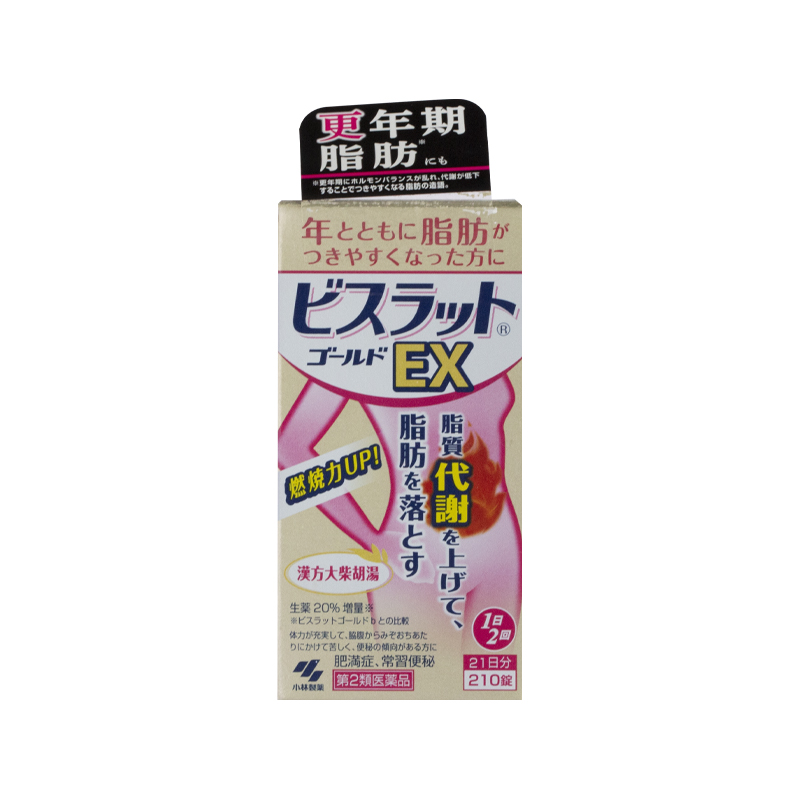 更年期
脂肪※にも
※更年期にホルモンバランスが乱れ、代謝が低下
することでつきやすくなる脂肪の造語。
年とともに脂肪が
つきやすくなった方に
ビスラット®
ゴールドEX
脂質代謝を上げて、
脂肪を落とす
燃焼力UP!
漢方大柴胡湯
生薬20%増量※
※ビスラットゴールドbとの比較
体力が充実して、脇腹からみぞおちあた
りにかけて苦しく、便秘の傾向がある方に
肥満症、常習便秘
小林製薬
第2類医薬品
1日
2回
21日分
210錠